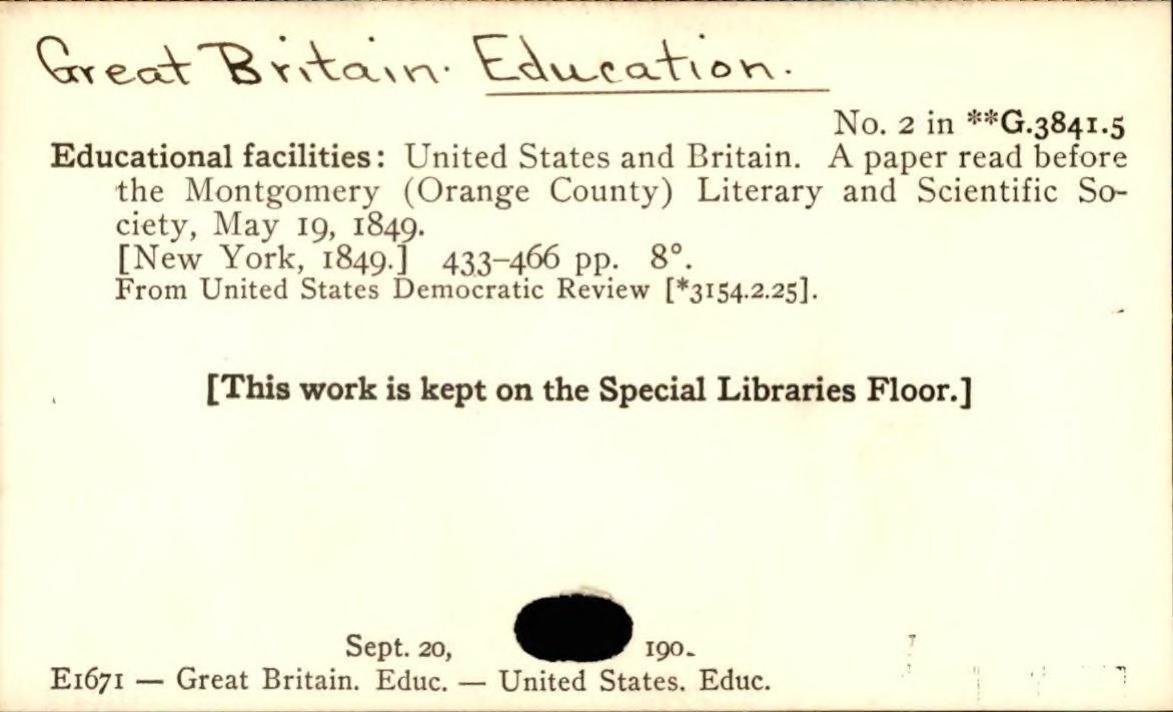 Great Britain. Education.
No. 2 in **G.3841.5
Educational facilities: United States and Britain. A paper read before
the Montgomery (Orange County) Literary and Scientific So-
ciety, May 19, 1849.
[New York, 1849.] 433–466 pp. 8°.
From United States Democratic Review [*3154.2.25].
[This work is kept on the Special Libraries Floor.]
Sept. 20, 190
E1671 — Great Britain. Educ. — United States. Educ.